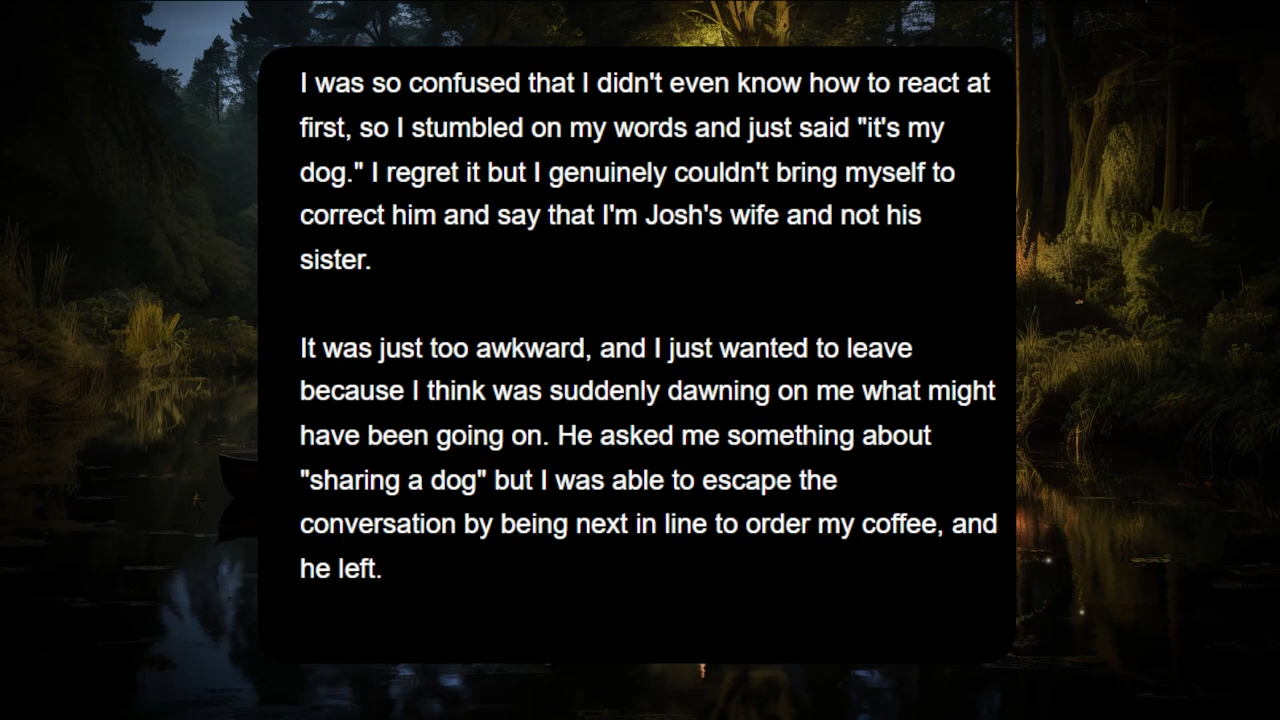 I was so confused that I didn't even know how to react at
first, so I stumbled on my words and just said "it's my
dog." I regret it but I genuinely couldn't bring myself to
correct him and say that I'm Josh's wife and not his
sister.
It was just too awkward, and I just wanted to leave
because I think was suddenly dawning on me what might
have been going on. He asked me something about
"sharing a dog" but I was able to escape the
conversation by being next in line to order my coffee, and
he left.